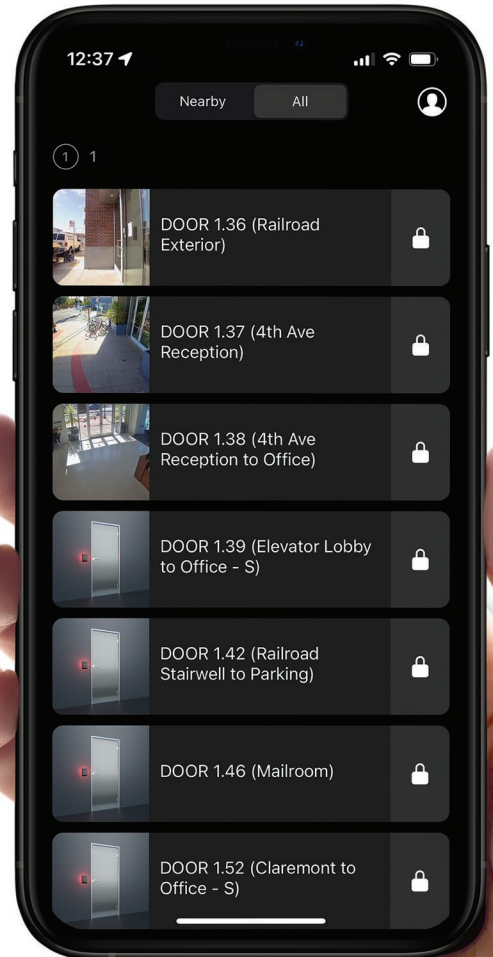 12:37
Nearby All
1 1
DOOR 1.36 (Railroad
Exterior)
DOOR 1.37 (4th Ave
Reception)
DOOR 1.38 (4th Ave
Reception to Office)
DOOR 1.39 (Elevator Lobby
to Office - S)
DOOR 1.42 (Railroad
Stairwell to Parking)
DOOR 1.46 (Mailroom)
DOOR 1.52 (Claremont to
Office - S)